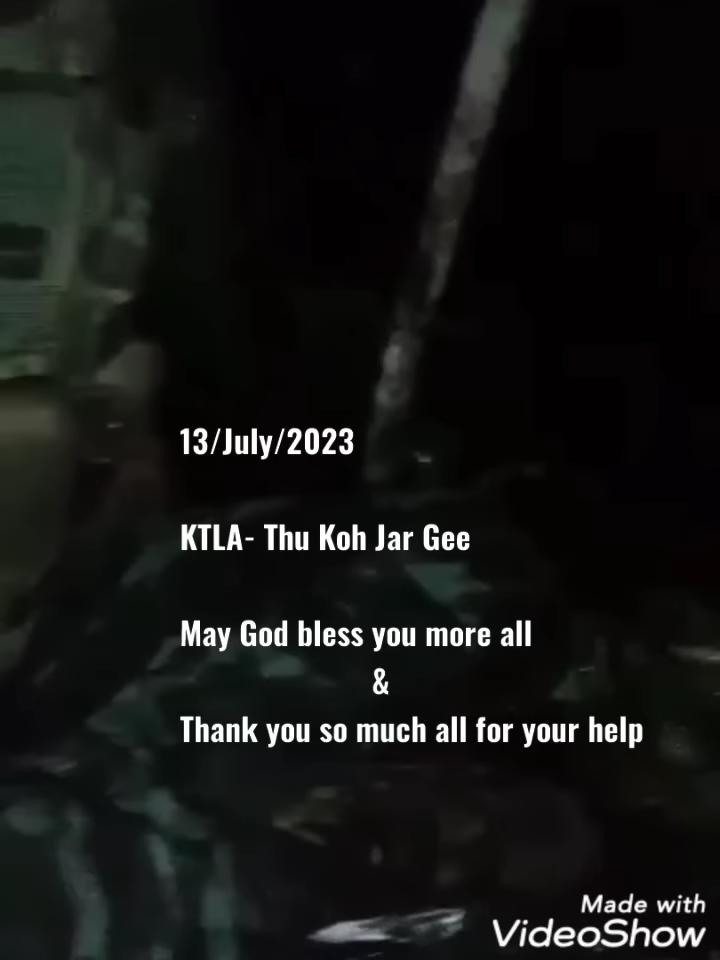 13/July/2023
KTLA- Thu Koh Jar Gee
May God bless you more all
&
Thank you so much all for your help
Made with
VideoShow